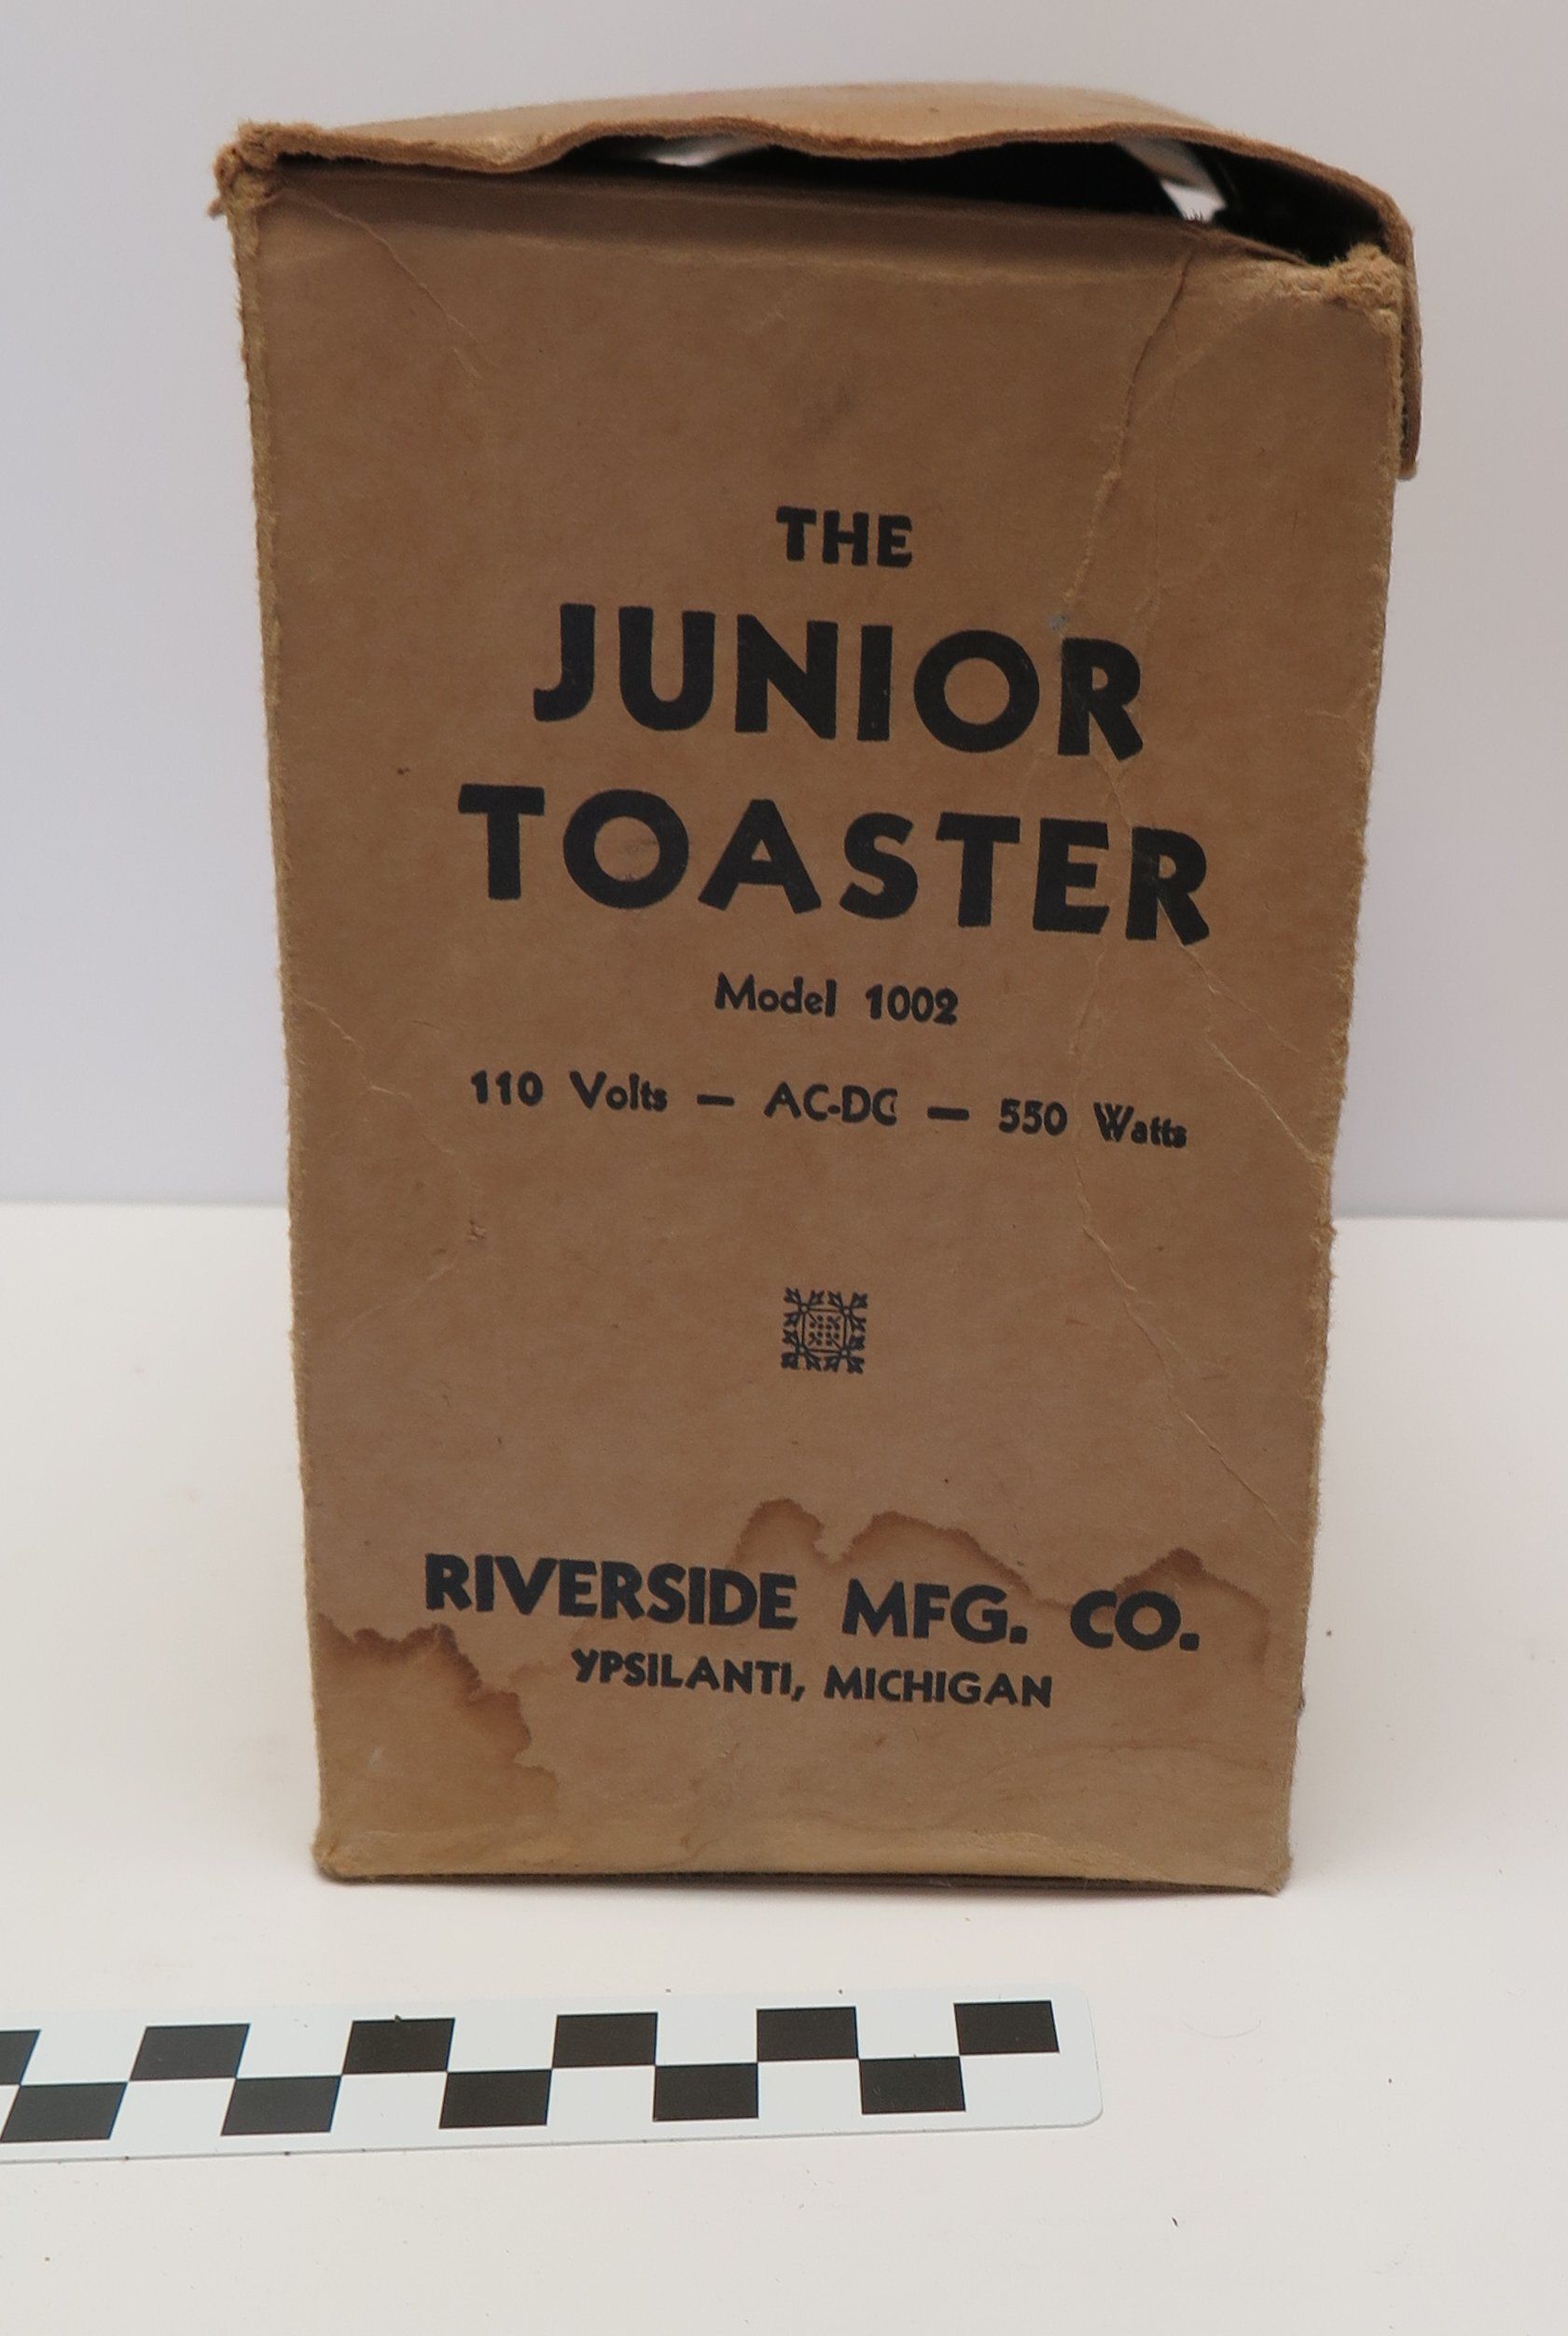 THE
JUNIOR
TOASTER
Model 1002
110 Volts — AC-DC — 550 Watts
RIVERSIDE MFG. CO.
YPSILANTI, MICHIGAN